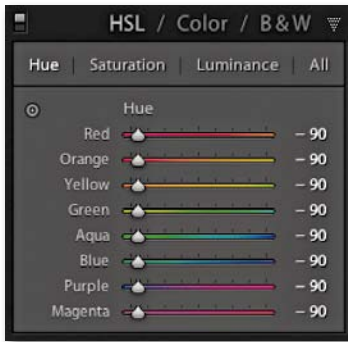 HSL / Color / B & W
Hue | Saturation | Luminance | All
Hue
Red – 90
Orange – 90
Yellow – 90
Green – 90
Aqua – 90
Blue – 90
Purple – 90
Magenta – 90